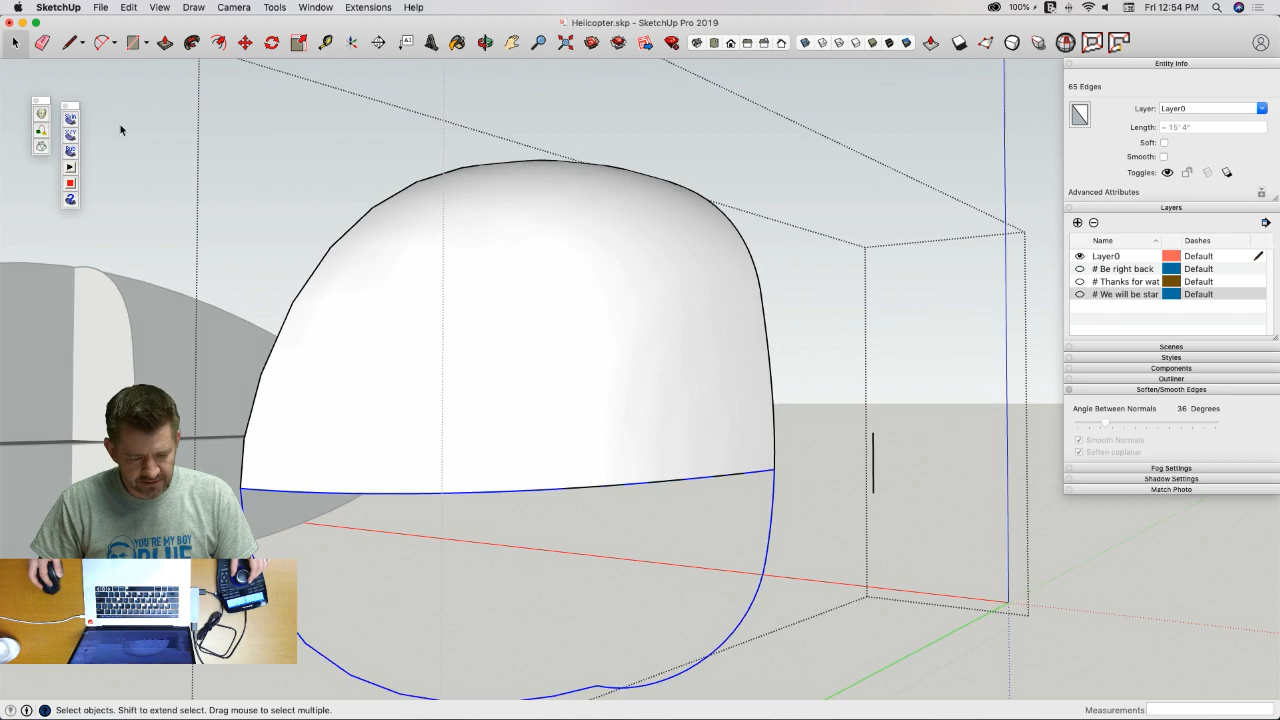 SketchUp File Edit View Draw Camera Tools Window Extensions Help
100% Fri 12:54 PM
Heilcopter.skp - SketchUp Pro 2019
Entity Info
65 Edges
Layer: Layer0
Length: ~ 15' 4"
Soft:
Smooth:
Toggles:
Advanced Attributes
Layers
Name Dashes
Layer0 Default
# Be right back Default
# Thanks for wat Default
# We will be star Default
Scenes
Styles
Components
Outliner
Soften/Smooth Edges
Angle Between Normals 36 Degrees
Smooth Normals
Soften coplanar
Fog Settings
Shadow Settings
Match Photo
YOU'RE MY BOY
BLUE
Select objects. Shift to extend select. Drag mouse to select multiple.
Measurements